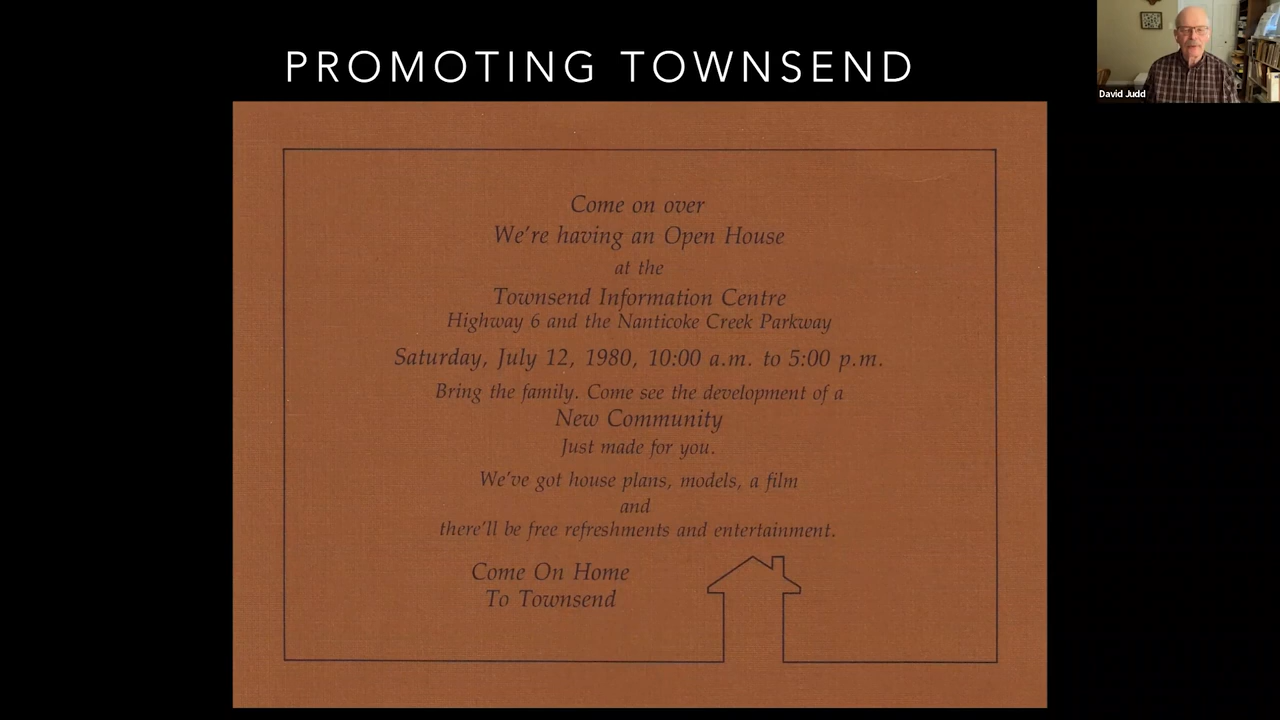 PROMOTING TOWNSEND
David Judd
Come on over
We're having an Open House
at the
Townsend Information Centre
Highway 6 and the Nanticoke Creek Parkway
Saturday, July 12, 1980, 10:00 a.m. to 5:00 p.m.
Bring the family. Come see the development of a
New Community
Just made for you.
We've got house plans, models, a film
and
there'll be free refreshments and entertainment.
Come On Home
To Townsend